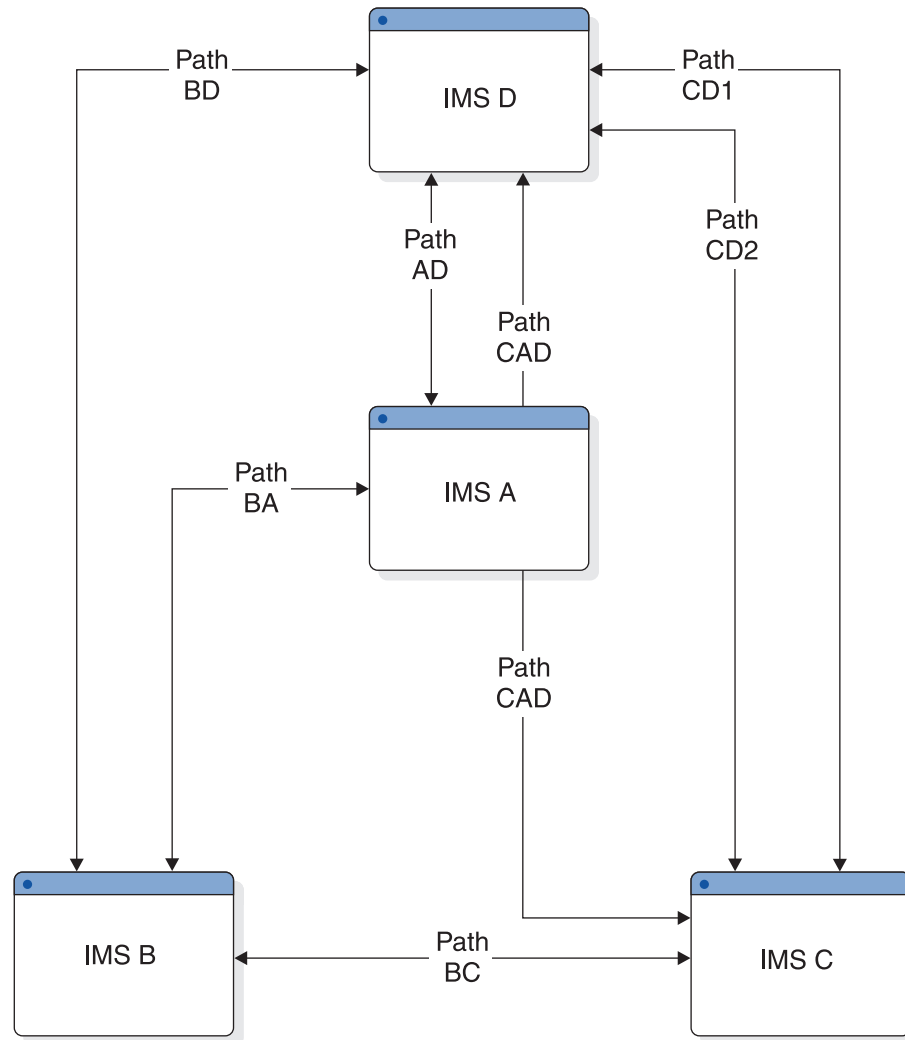 IMS D
Path
BD
Path
CD1
Path
AD
Path
CD2
Path
CAD
IMS A
Path
BA
Path
CAD
IMS B
Path
BC
IMS C